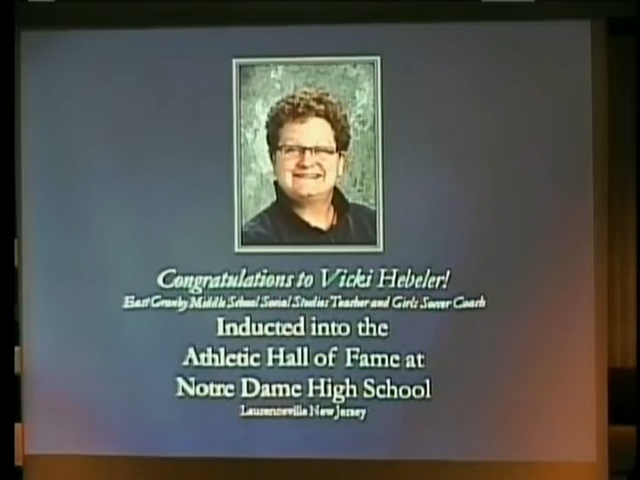 Congratulations to Vicki Hebeler!
East Granby Middle School Social Studies Teacher and Girls Soccer Coach
Inducted into the
Athletic Hall of Fame at
Notre Dame High School
Lawrenceville New Jersey